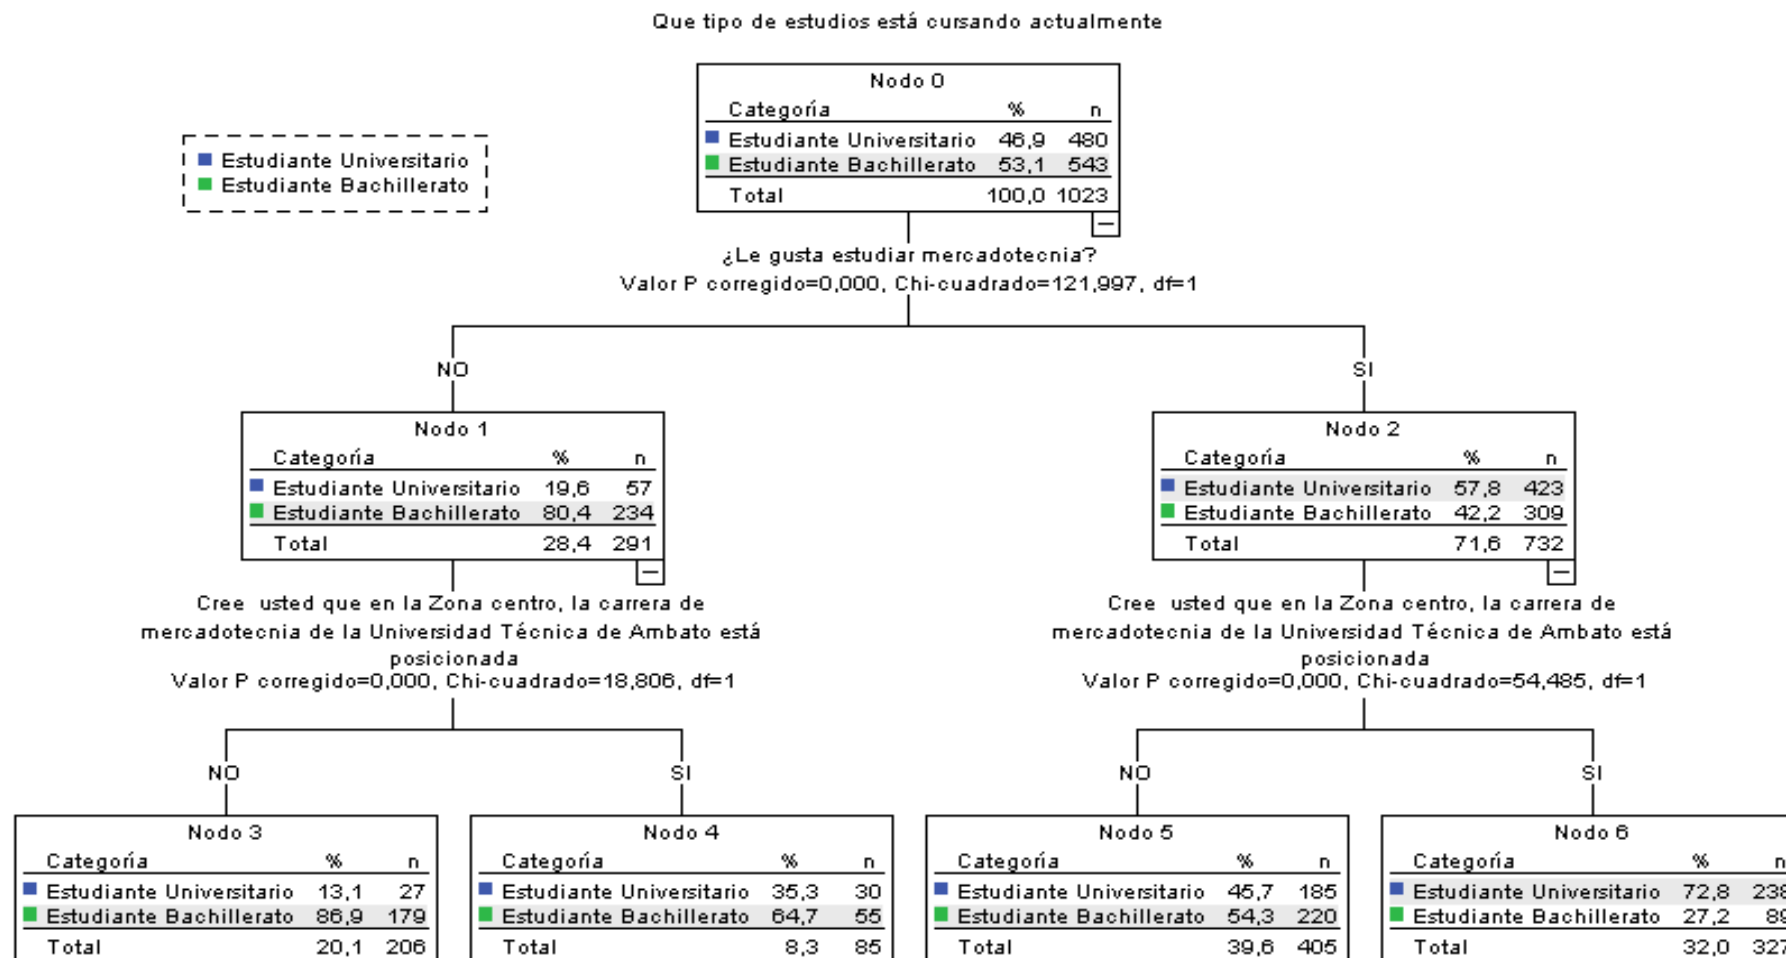 Que tipo de estudios está cursando actualmente
Nodo 0
Categoría % n
Estudiante Universitario 46,9 480
Estudiante Bachillerato 53,1 543
Total 100,0 1023
Estudiante Universitario
Estudiante Bachillerato
¿Le gusta estudiar mercadotecnia?
Valor P corregido=0,000, Chi-cuadrado=121,997, df=1
NO
SI
Nodo 1
Categoría % n
Estudiante Universitario 19,6 57
Estudiante Bachillerato 80,4 234
Total 28,4 291
Nodo 2
Categoría % n
Estudiante Universitario 57,8 423
Estudiante Bachillerato 42,2 309
Total 71,6 732
Cree usted que en la Zona centro, la carrera de
mercadotecnia de la Universidad Técnica de Ambato está
posicionada
Valor P corregido=0,000, Chi-cuadrado=18,806, df=1
Cree usted que en la Zona centro, la carrera de
mercadotecnia de la Universidad Técnica de Ambato está
posicionada
Valor P corregido=0,000, Chi-cuadrado=54,485, df=1
NO
SI
NO
SI
Nodo 3
Categoría % n
Estudiante Universitario 13,1 27
Estudiante Bachillerato 86,9 179
Total 20,1 206
Nodo 4
Categoría % n
Estudiante Universitario 35,3 30
Estudiante Bachillerato 64,7 55
Total 8,3 85
Nodo 5
Categoría % n
Estudiante Universitario 45,7 185
Estudiante Bachillerato 54,3 220
Total 39,6 405
Nodo 6
Categoría % n
Estudiante Universitario 72,8 238
Estudiante Bachillerato 27,2 89
Total 32,0 327